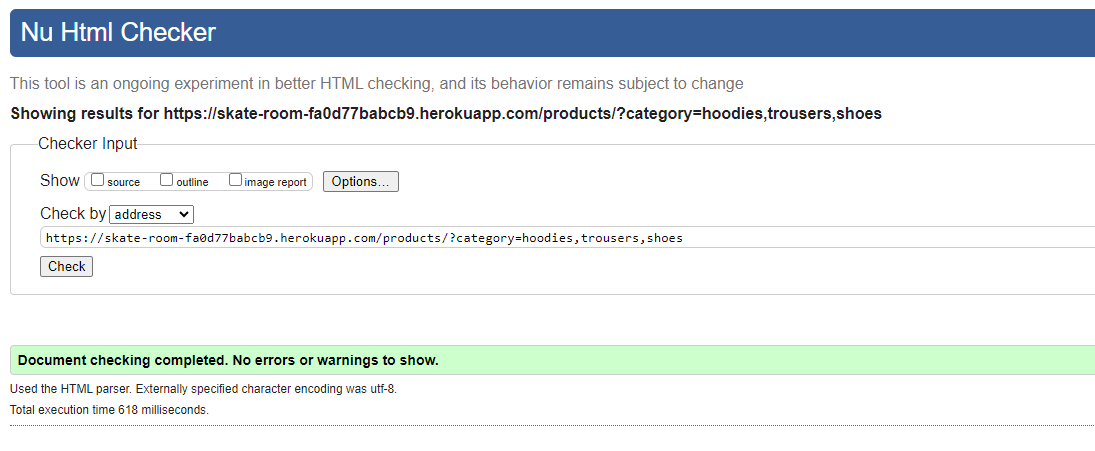 Nu Html Checker
This tool is an ongoing experiment in better HTML checking, and its behavior remains subject to change
Showing results for https://skate-room-fa0d77babcb9.herokuapp.com/products/?category=hoodies,trousers,shoes
Checker Input
Show source outline image report Options...
Check by address
https://skate-room-fa0d77babcb9.herokuapp.com/products/?category=hoodies,trousers,shoes
Check
Document checking completed. No errors or warnings to show.
Used the HTML parser. Externally specified character encoding was utf-8.
Total execution time 618 milliseconds.